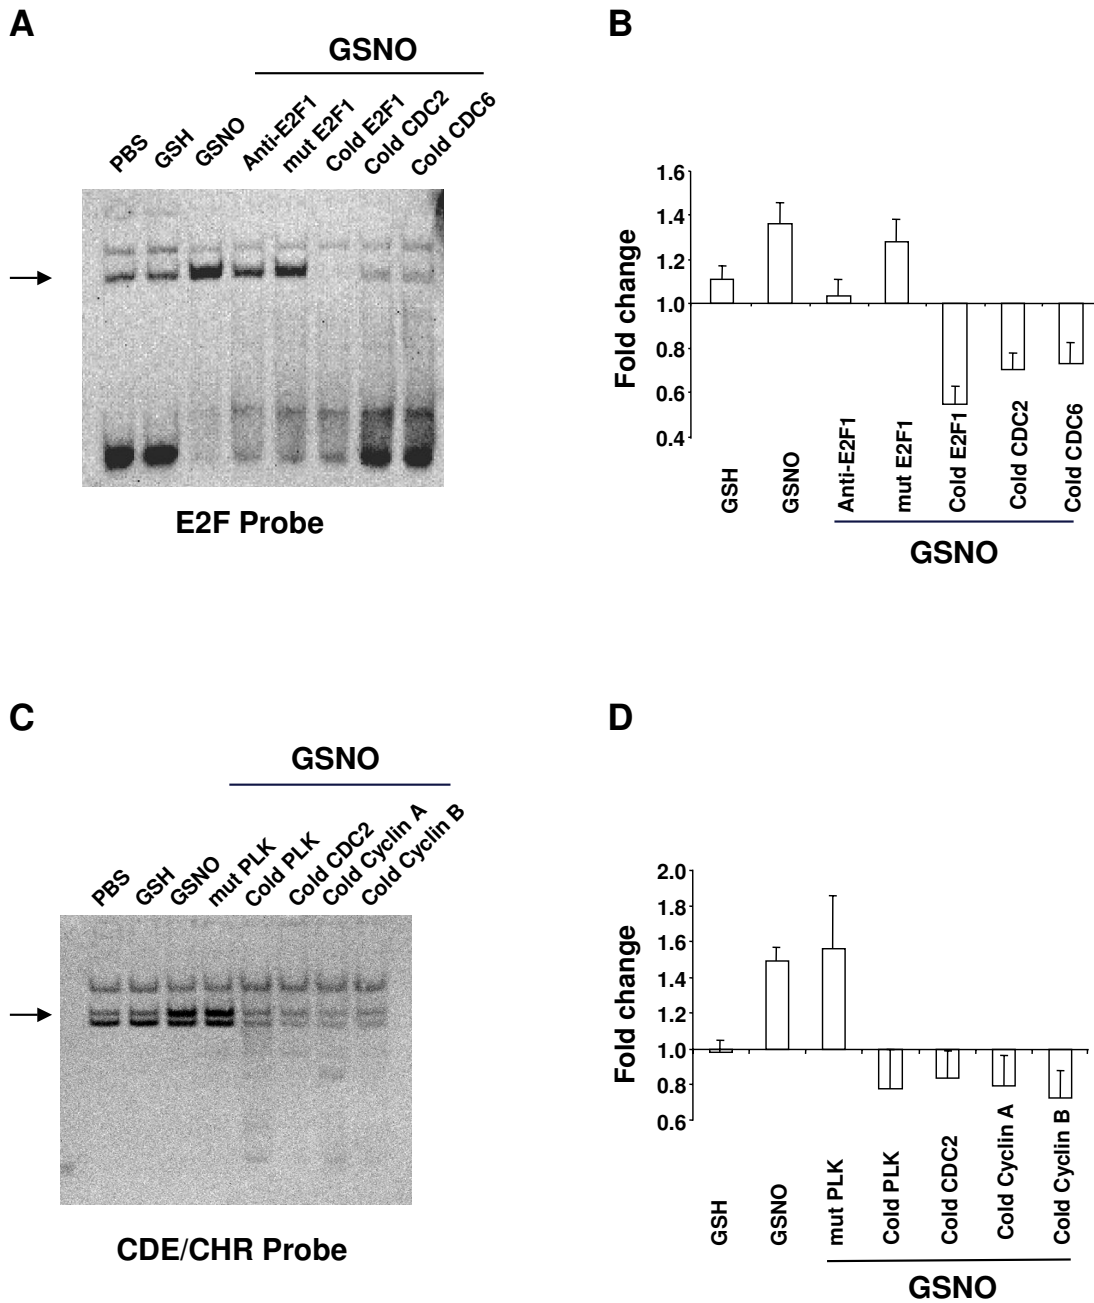 A
GSNO
PBS
GSH
GSNO
Anti-E2F1
mut E2F1
Cold E2F1
Cold CDC2
Cold CDC6
E2F Probe
B
Fold change
1.6
1.4
1.2
1.0
0.8
0.6
0.4
GSH
GSNO
Anti-E2F1
mut E2F1
Cold E2F1
Cold CDC2
Cold CDC6
GSNO
C
GSNO
PBS
GSH
GSNO
mut PLK
Cold PLK
Cold CDC2
Cold Cyclin A
Cold Cyclin B
CDE/CHR Probe
D
Fold change
2.0
1.8
1.6
1.4
1.2
1.0
0.8
0.6
GSH
GSNO
mut PLK
Cold PLK
Cold CDC2
Cold Cyclin A
Cold Cyclin B
GSNO